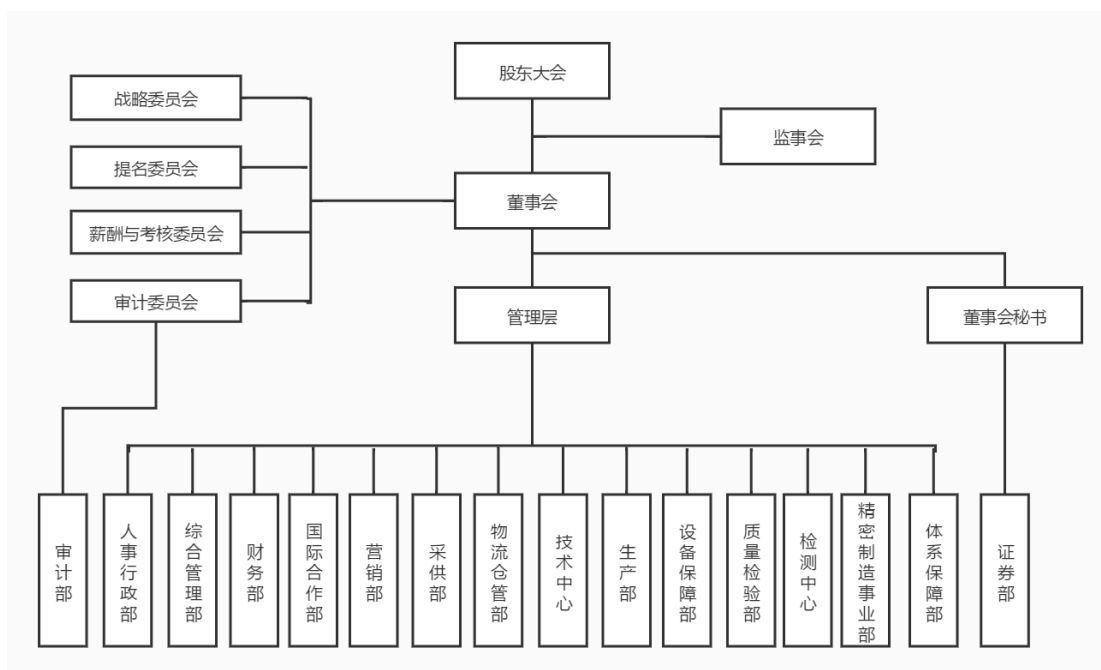 股东大会
战略委员会
监事会
提名委员会
董事会
薪酬与考核委员会
审计委员会
管理层
董事会秘书
审计部
人事行政部
综合管理部
财务部
国际合作部
营销部
采供部
物流仓管部
技术中心
生产部
设备保障部
质量检验部
检测中心
精密制造事业部
体系保障部
证券部